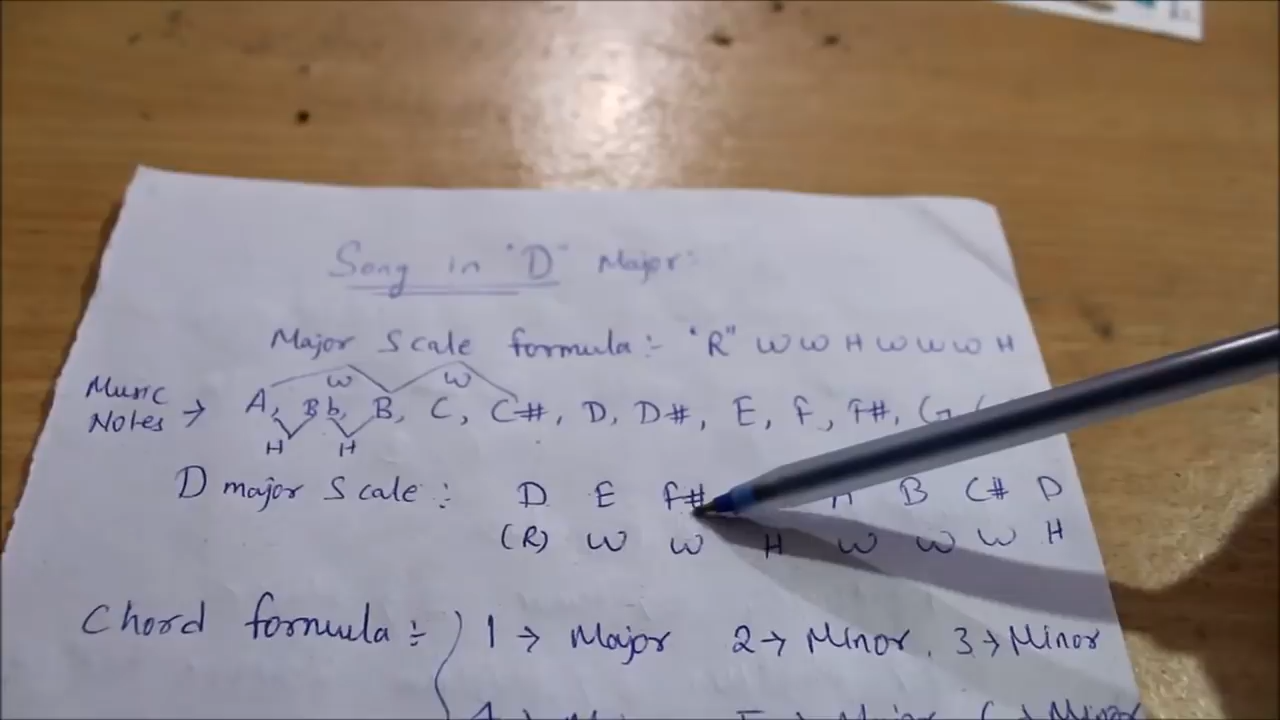 Song in "D" Major:
Major Scale formula:- "R" W W H W W W H
W W
Music Notes → A, Bb, B, C, C#, D, D#, E, F, F#, G
H H
D major Scale : D E F# A B C# D
(R) W W H W W W H
Chord formula :- 1 → Major 2 → Minor, 3 → Minor